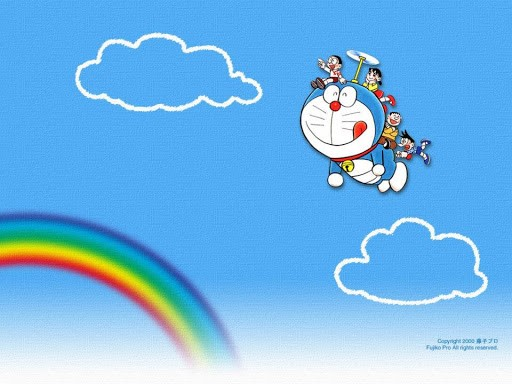 Copyright 2000 藤子プロ
Fujiko Pro All rights reserved.